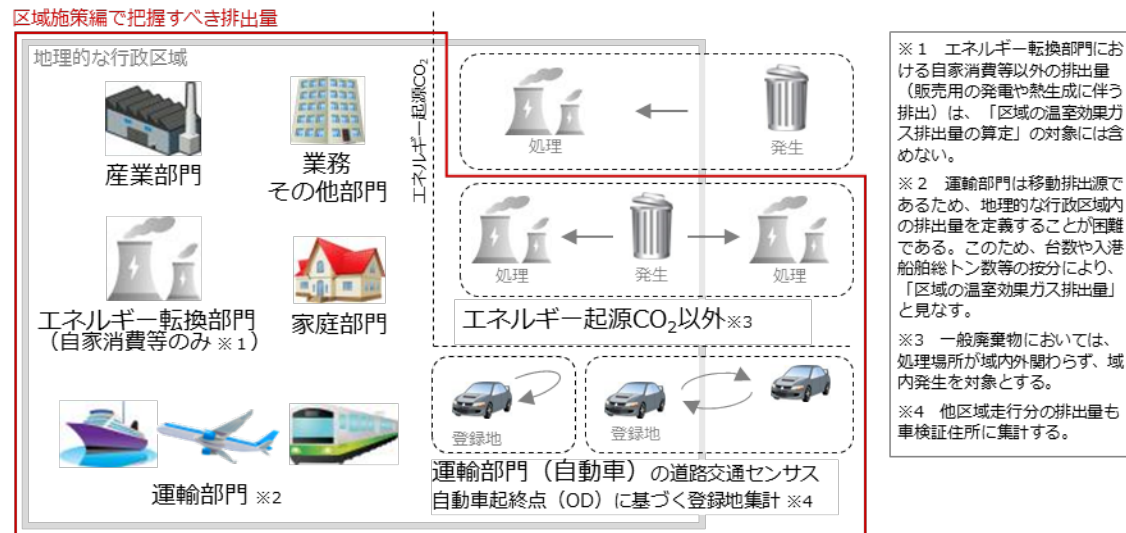 区域施策編で把握すべき排出量
地理的な行政区域
産業部門
業務
その他部門
エネルギー転換部門
（自家消費等のみ ※１）
家庭部門
運輸部門 ※2
エネルギー起源CO₂
処理
発生
処理
発生
処理
エネルギー起源CO₂以外※3
登録地
登録地
運輸部門（自動車）の道路交通センサス
自動車起終点（OD）に基づく登録地集計 ※4
※１　エネルギー転換部門にお
ける自家消費等以外の排出量
（販売用の発電や熱生成に伴う
排出）は、「区域の温室効果ガ
ス排出量の算定」の対象には含
めない。
※２　運輸部門は移動排出源で
あるため、地理的な行政区域内
の排出量を定義することが困難
である。このため、台数や入港
船舶総トン数等の按分により、
「区域の温室効果ガス排出量」
と見なす。
※３　一般廃棄物においては、
処理場所が域内外関わらず、域
内発生を対象とする。
※４　他区域走行分の排出量も
車検証住所に集計する。